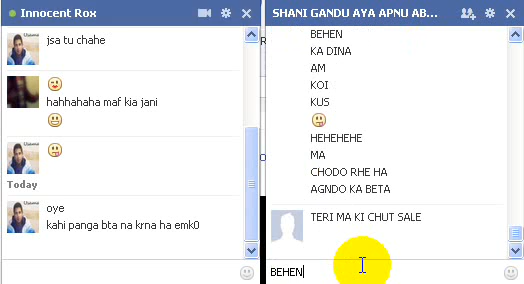 Innocent Rox
jsa tu chahe
hahhahaha maf kia jani
Today
oye
kahi panga bta na krna ha emk0
SHANI GANDU AYA APNU AB...
BEHEN
KA DINA
AM
KOI
KUS
HEHEHEHE
MA
CHODO RHE HA
AGNDO KA BETA
TERI MA KI CHUT SALE
BEHEN